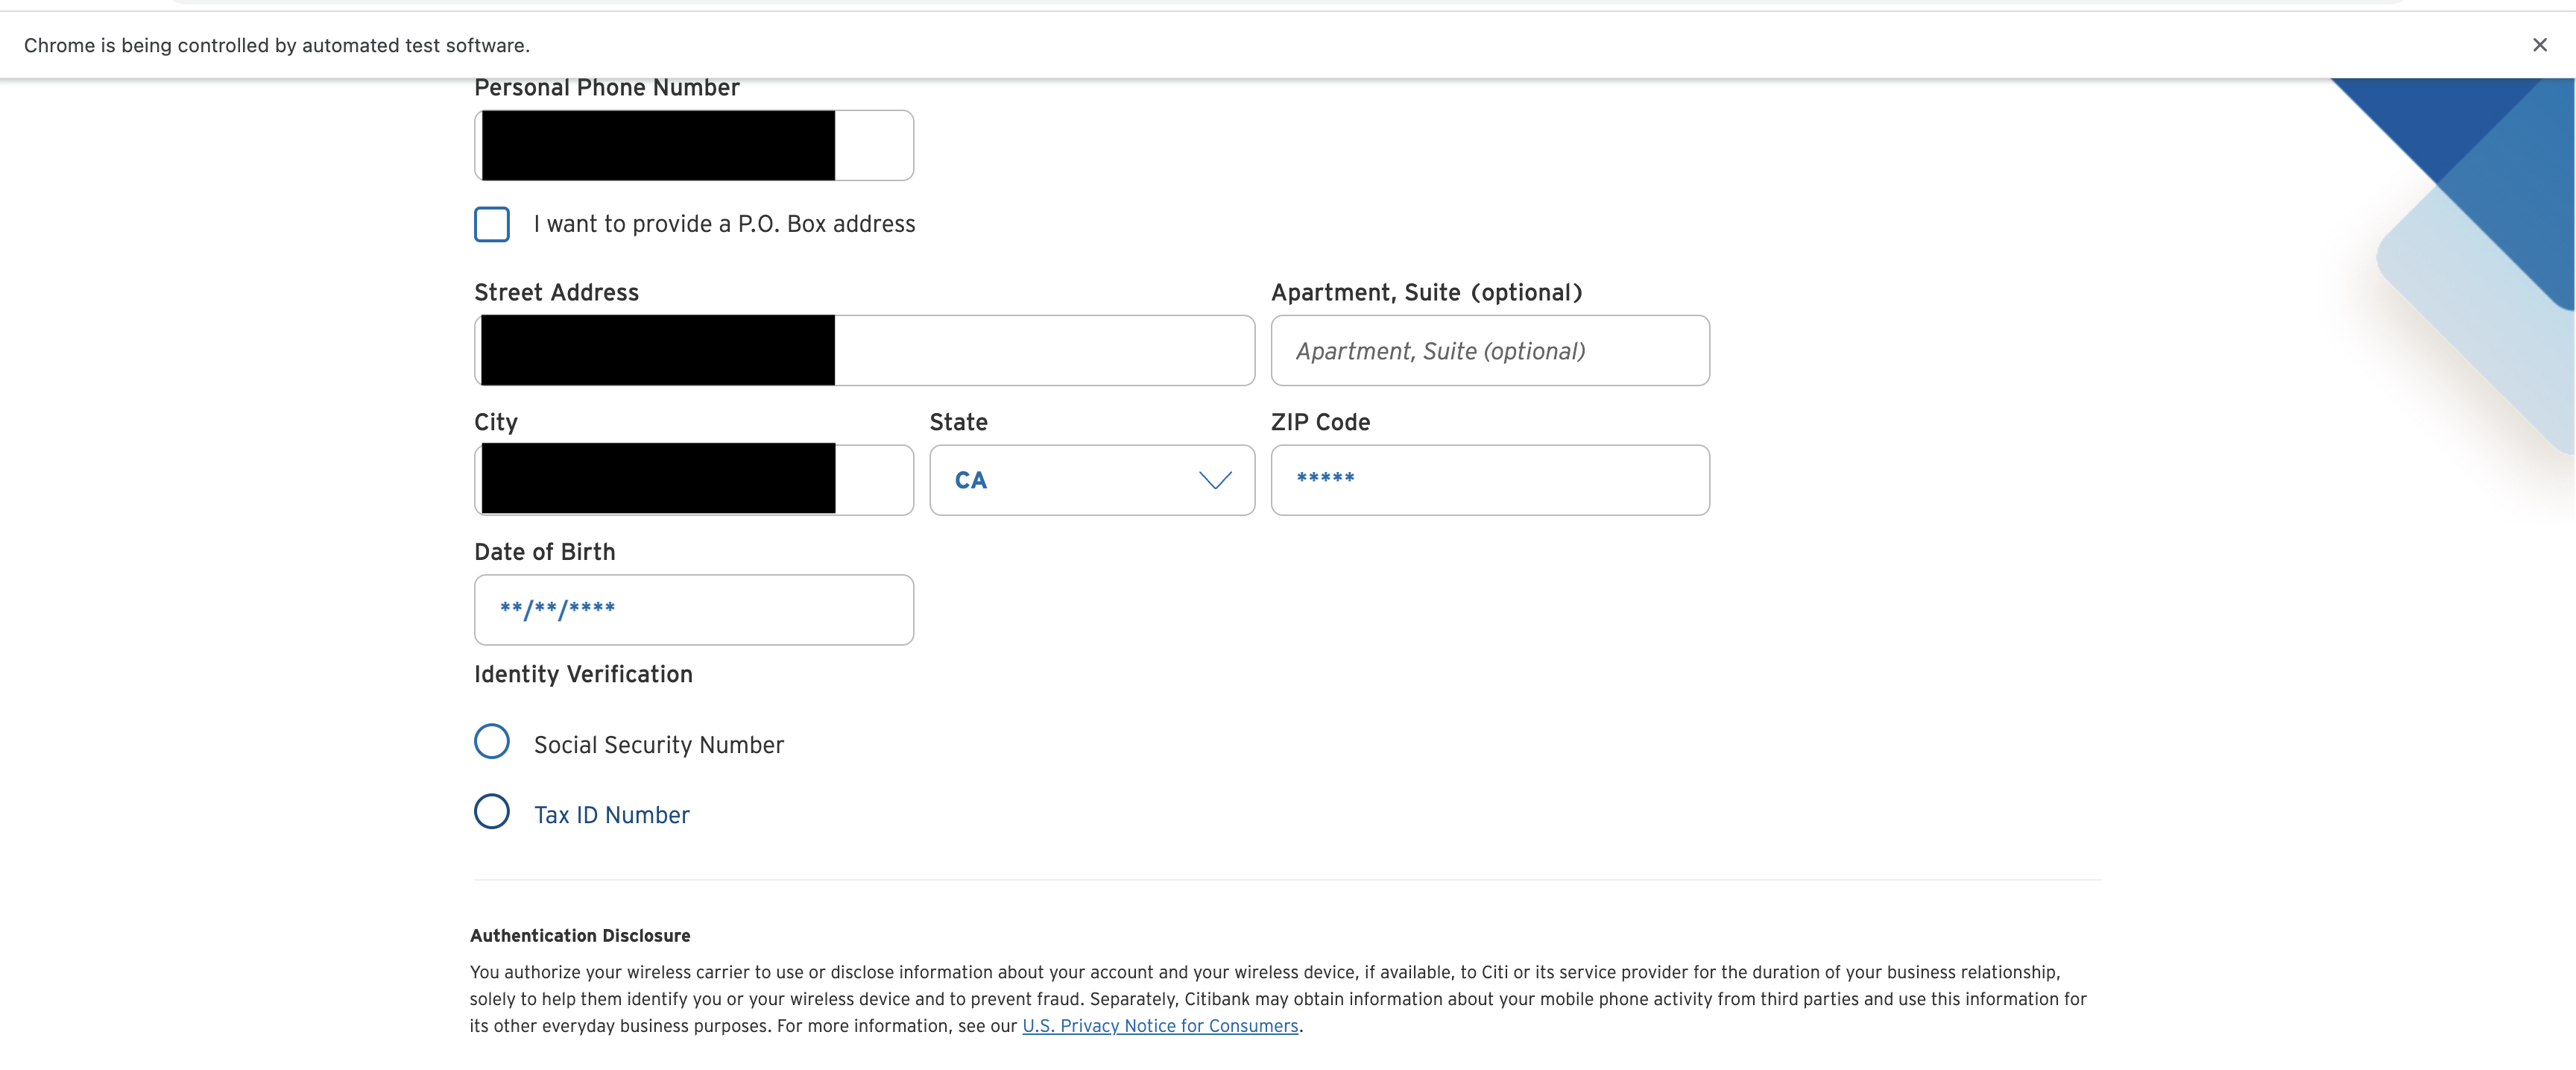 Chrome is being controlled by automated test software.
Personal Phone Number
I want to provide a P.O. Box address
Street Address
Apartment, Suite (optional)
Apartment, Suite (optional)
City
State
ZIP Code
CA
*****
Date of Birth
**/**/****
Identity Verification
Social Security Number
Tax ID Number
Authentication Disclosure
You authorize your wireless carrier to use or disclose information about your account and your wireless device, if available, to Citi or its service provider for the duration of your business relationship,
solely to help them identify you or your wireless device and to prevent fraud. Separately, Citibank may obtain information about your mobile phone activity from third parties and use this information for
its other everyday business purposes. For more information, see our U.S. Privacy Notice for Consumers.